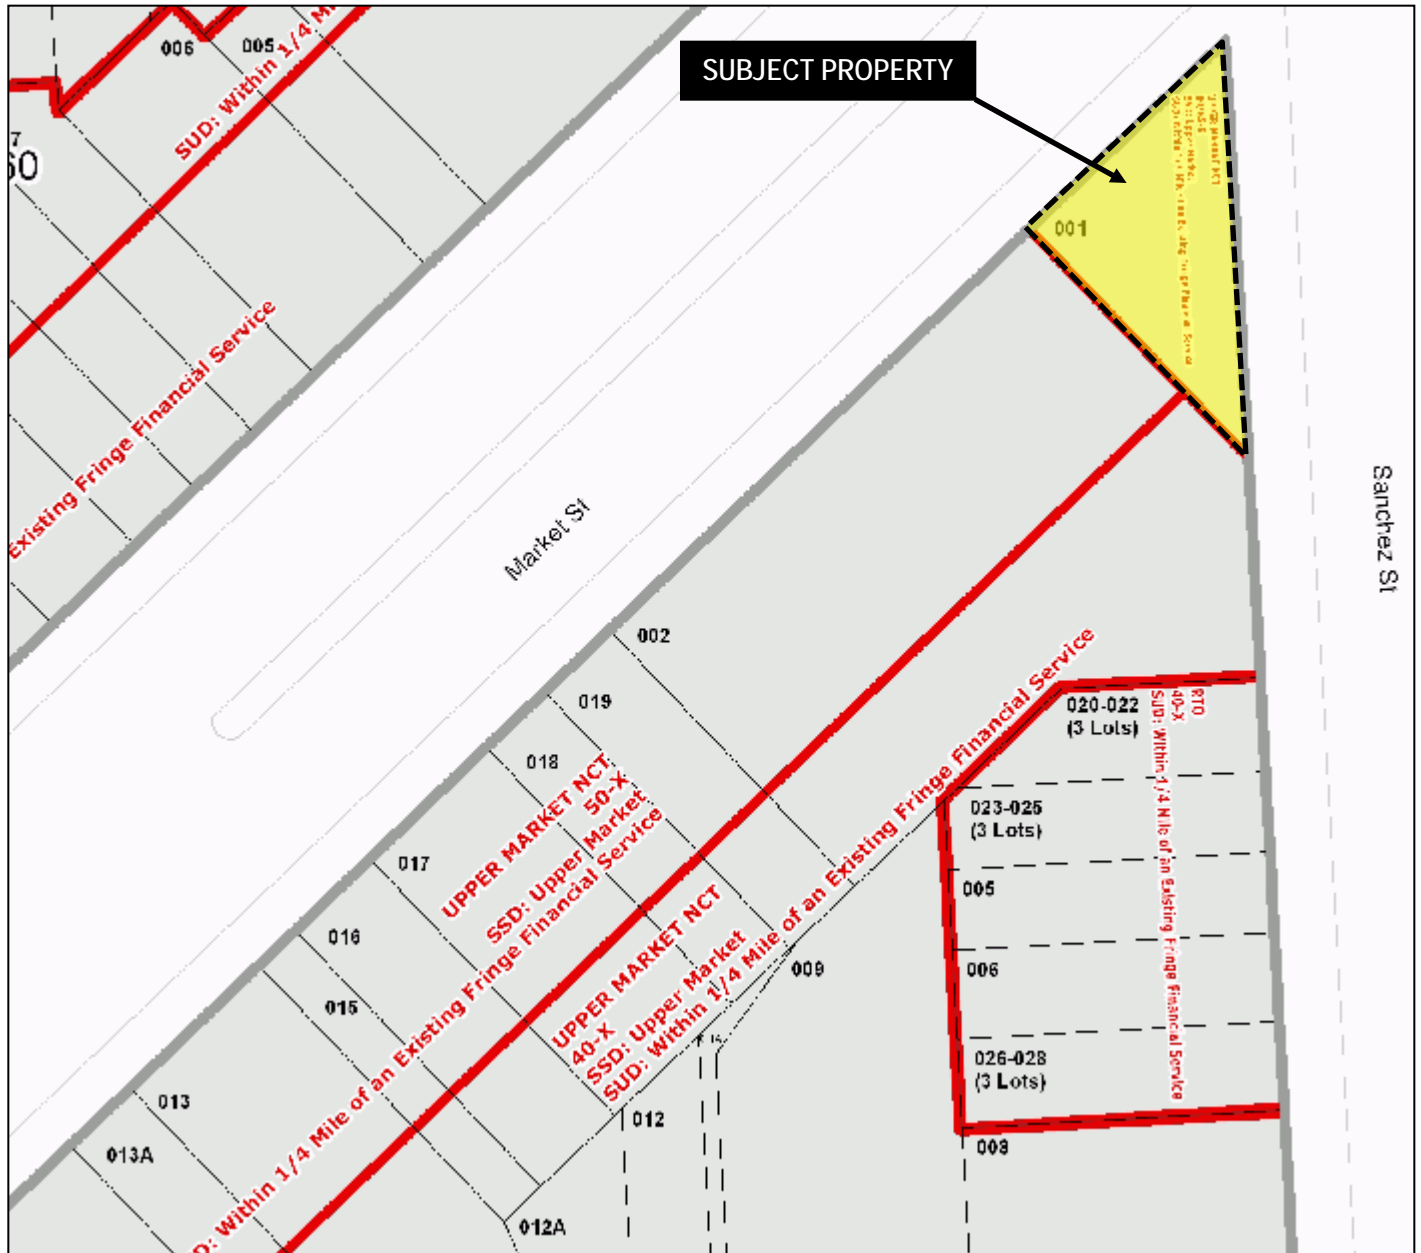 006
005
SUD: Within 1/4 M
SUBJECT PROPERTY
7
60
001
Existing Fringe Financial Service
Market St
Sanchez St
002
019
018
UPPER MARKET NCT
50-X
SSD: Upper Market
D: Within 1/4 Mile of an Existing Fringe Financial Service
017
016
015
013
013A
UPPER MARKET NCT
40-X
SSD: Upper Market
SUD: Within 1/4 Mile of an Existing Fringe Financial Service
009
012
012A
020-022
(3 Lots)
RTO
40-X
SUD: Within 1/4 Mile of an Existing Fringe Financial Service
023-025
(3 Lots)
005
006
026-028
(3 Lots)
008